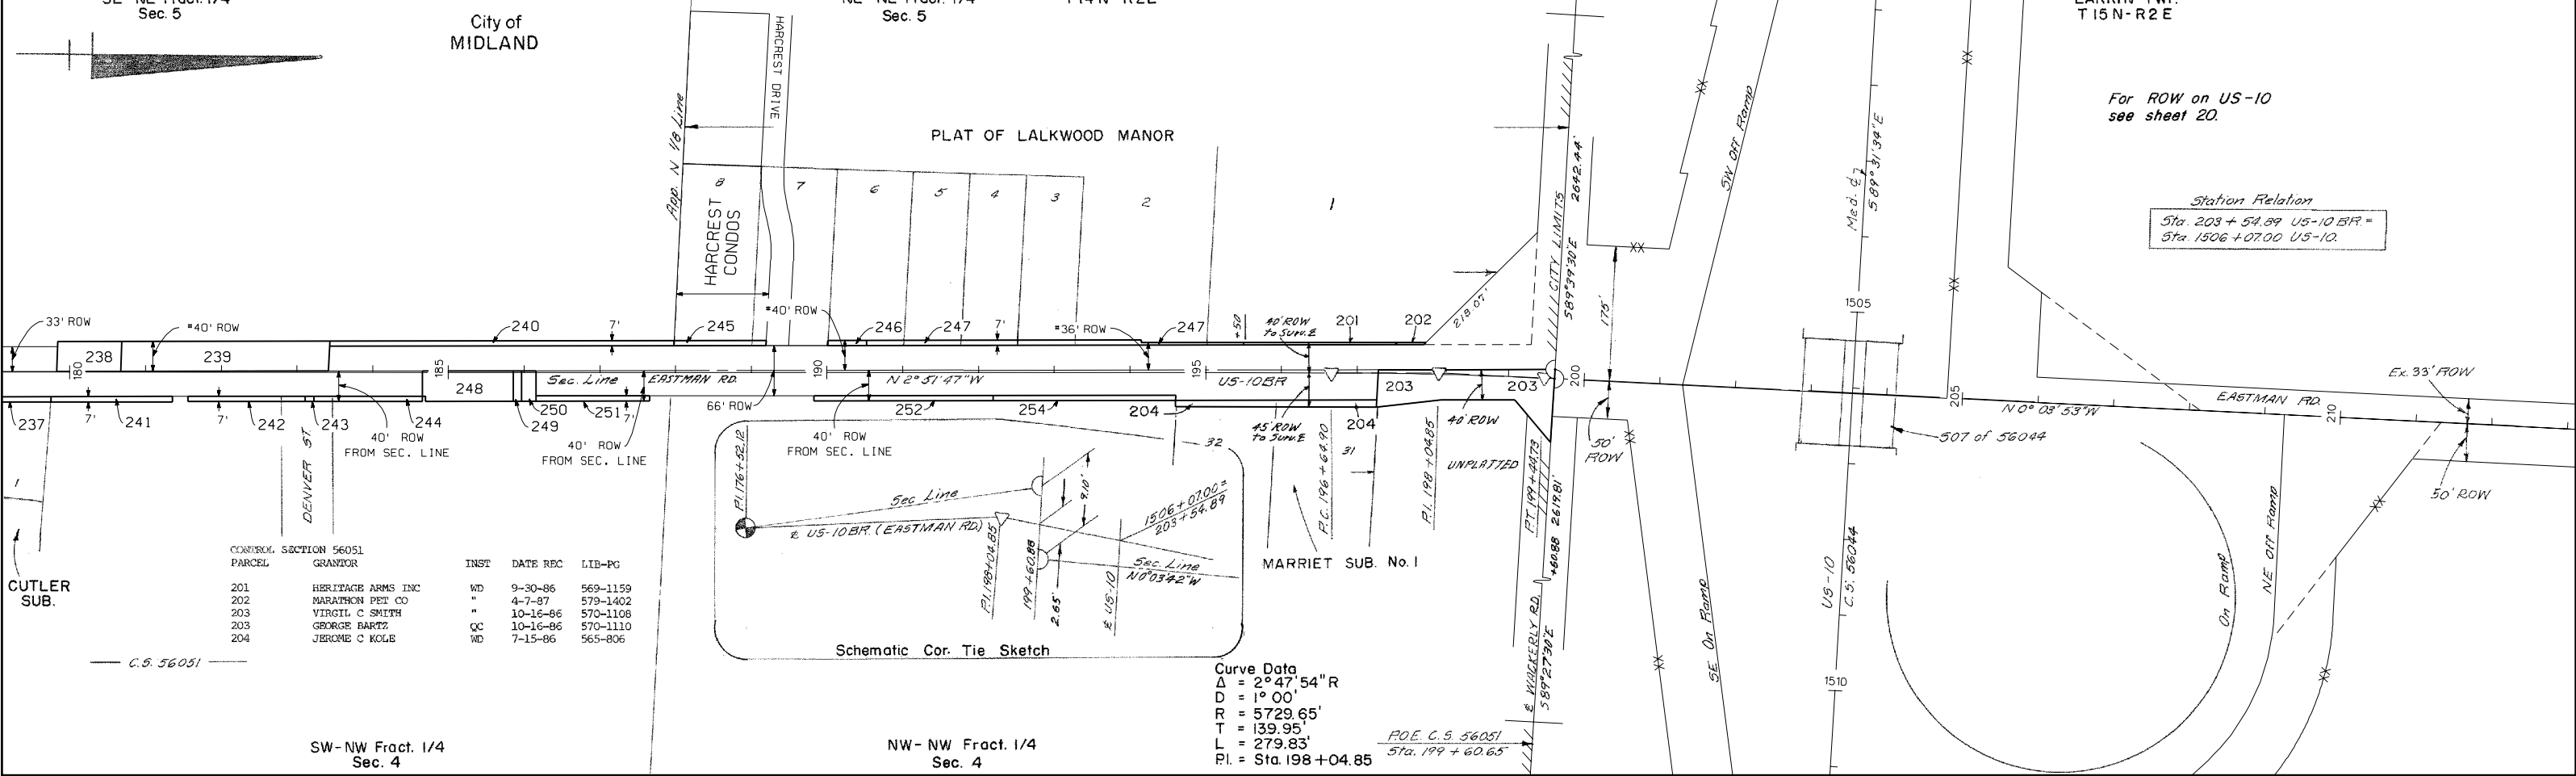 Sec. 5
City of
MIDLAND
Sec. 5
T 15 N - R 2 E
HARCREST DRIVE
App. N 1/8 Line
PLAT OF LALKWOOD MANOR
8
7
6
5
4
3
2
1
HARCREST
CONDOS
For ROW on US-10
see sheet 20.
Station Relation
Sta. 203 + 54.89 US-10 BR. =
Sta. 1506 + 07.00 US-10.
SW Off Ramp
Med. ℄
S 89° 31' 34" E
CITY LIMITS
S 89° 39' 30" E 2642.44'
219.07'
175'
1505
33' ROW
*40' ROW
240
7'
245
*40' ROW
246
247
7'
*36' ROW
247
+50
40' ROW
to Surv. ℄
201
202
238
239
180
185
190
195
200
205
210
Sec. Line
EASTMAN RD.
N 2° 51' 47" W
US-10BR
203
203
Ex. 33' ROW
EASTMAN RD.
N 0° 03' 53" W
237
7'
241
7'
242
243
244
248
249
250
251
7'
66' ROW
252
254
204
204
45' ROW
to Surv. ℄
40' ROW
50'
ROW
507 of 56044
50' ROW
40' ROW
FROM SEC. LINE
40' ROW
FROM SEC. LINE
40' ROW
FROM SEC. LINE
1
DENVER ST.
CUTLER
SUB.
P.I. 176+52.12
32
31
UNPLATTED
P.C. 196 + 64.90
P.I. 198 + 04.85
P.T. 199 + 44.73
Sec Line
℄ US-10BR. (EASTMAN RD.)
P.I. 198+04.85
199+60.88
9.10'
2.65'
℄ US-10
1506+07.00 =
203+54.89
Sec. Line
N 0° 03' 42" W
Schematic Cor. Tie Sketch
MARRIET SUB. No. 1
CONTROL SECTION 56051
PARCEL GRANTOR INST DATE REC LIB-PG
201 HERITAGE ARMS INC WD 9-30-86 569-1159
202 MARATHON PET CO " 4-7-87 579-1402
203 VIRGIL C SMITH " 10-16-86 570-1108
203 GEORGE BARTZ QC 10-16-86 570-1110
204 JEROME C KOLE WD 7-15-86 565-806
C.S. 56051
Curve Data
Δ = 2° 47' 54" R
D = 1° 00'
R = 5729.65'
T = 139.95'
L = 279.83'
P.I. = Sta. 198 + 04.85
P.O.E. C.S. 56051
Sta. 199 + 60.65
℄ WACKERLY RD.
S 89° 27' 30" E
+60.88 2619.81'
SE On Ramp
US-10
C.S. 56044
1510
On Ramp
NE Off Ramp
SW-NW Fract. 1/4
Sec. 4
NW-NW Fract. 1/4
Sec. 4